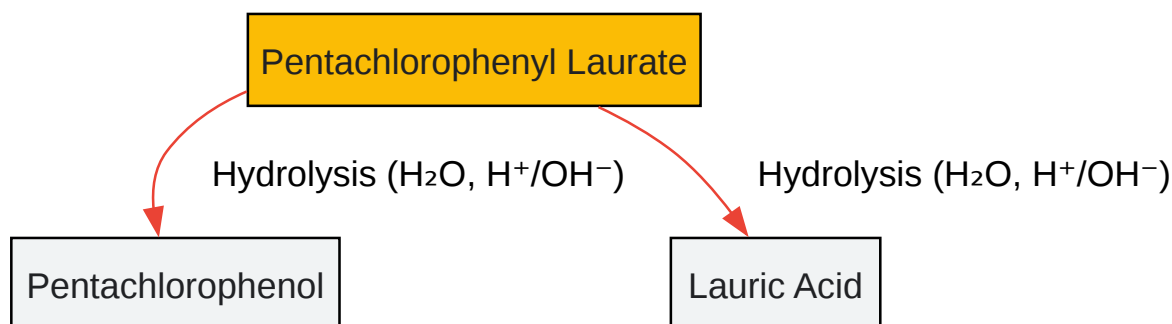 Pentachlorophenyl Laurate
Hydrolysis (H₂O, H⁺/OH⁻)
Hydrolysis (H₂O, H⁺/OH⁻)
Pentachlorophenol
Lauric Acid